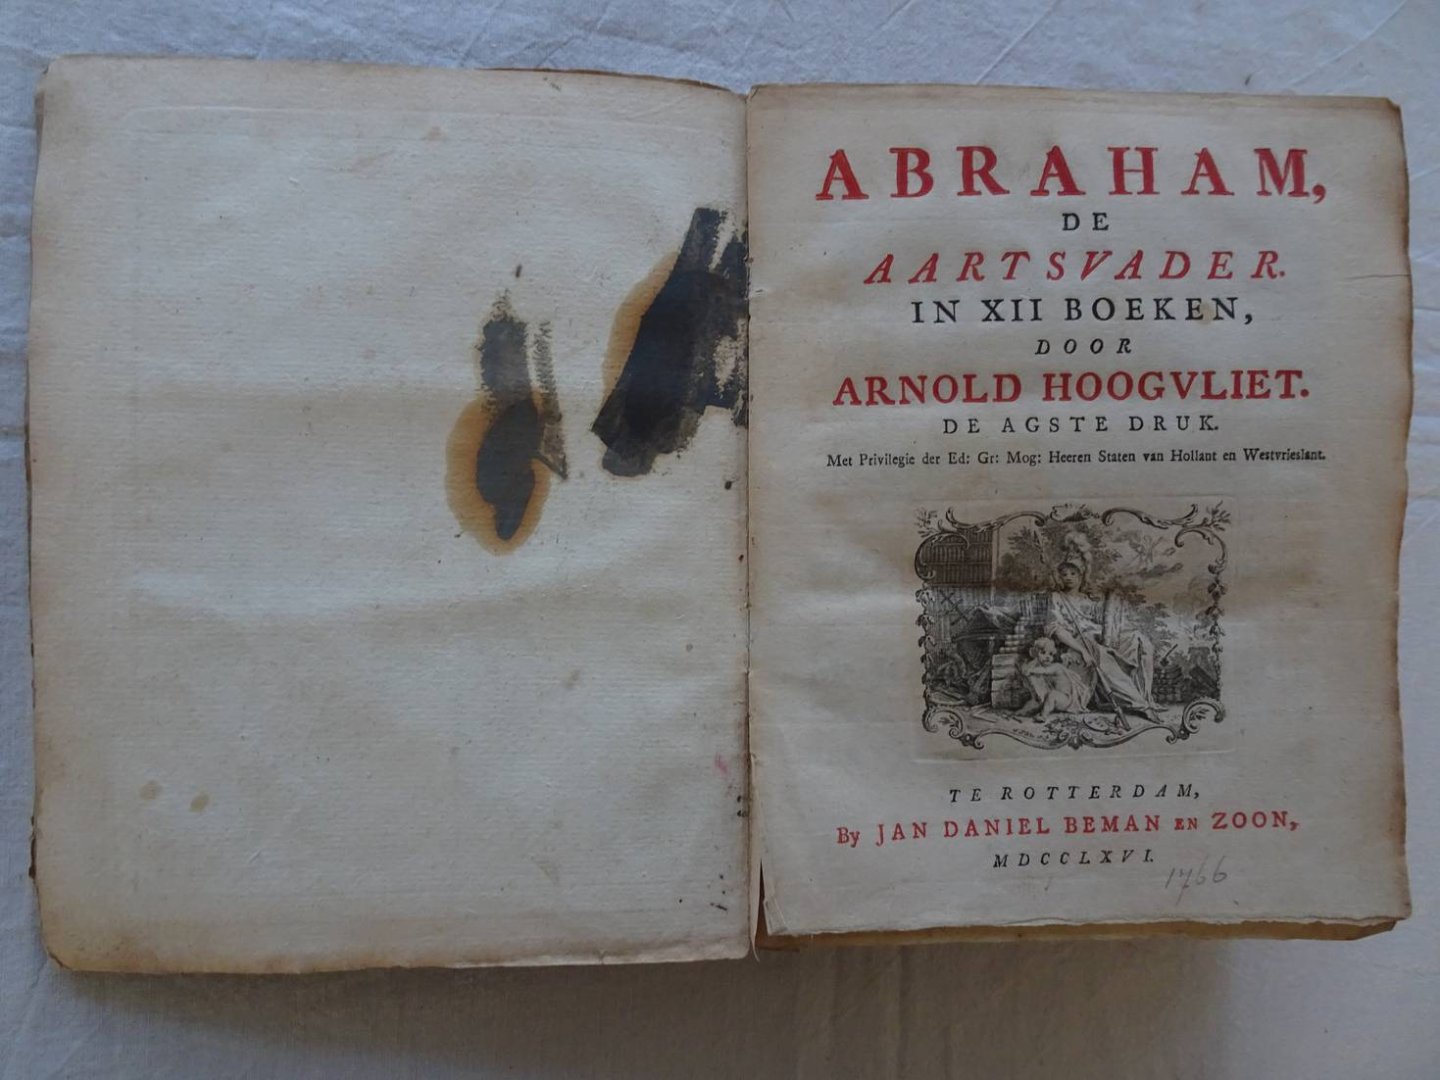 ABRAHAM,
DE
AARTSVADER.
IN XII BOEKEN,
DOOR
ARNOLD HOOGVLIET.
DE AGSTE DRUK.
Met Privilegie der Ed: Gr: Mog: Heeren Staten van Hollant en Westvrieslant.
TE ROTTERDAM,
By JAN DANIEL BEMAN EN ZOON,
MDCCLXVI.
1766